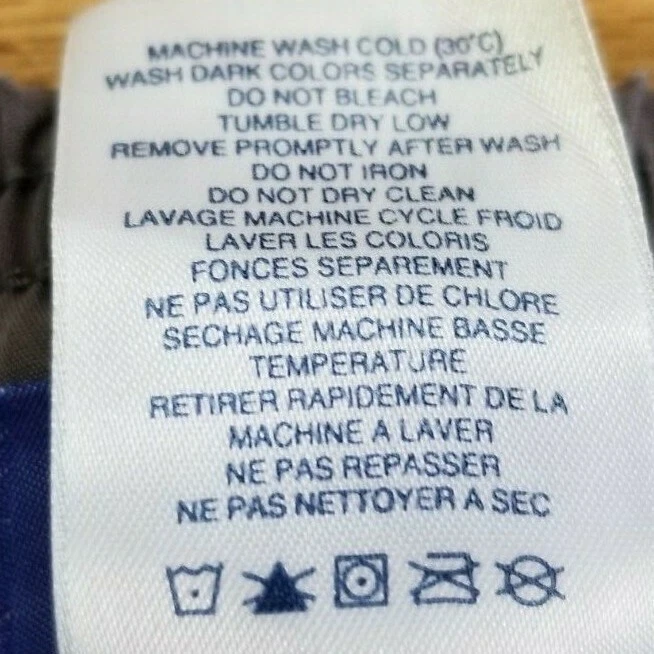 MACHINE WASH COLD (30°C)
WASH DARK COLORS SEPARATELY
DO NOT BLEACH
TUMBLE DRY LOW
REMOVE PROMPTLY AFTER WASH
DO NOT IRON
DO NOT DRY CLEAN
LAVAGE MACHINE CYCLE FROID
LAVER LES COLORIS
FONCES SEPAREMENT
NE PAS UTILISER DE CHLORE
SECHAGE MACHINE BASSE
TEMPERATURE
RETIRER RAPIDEMENT DE LA
MACHINE A LAVER
NE PAS REPASSER
NE PAS NETTOYER A SEC